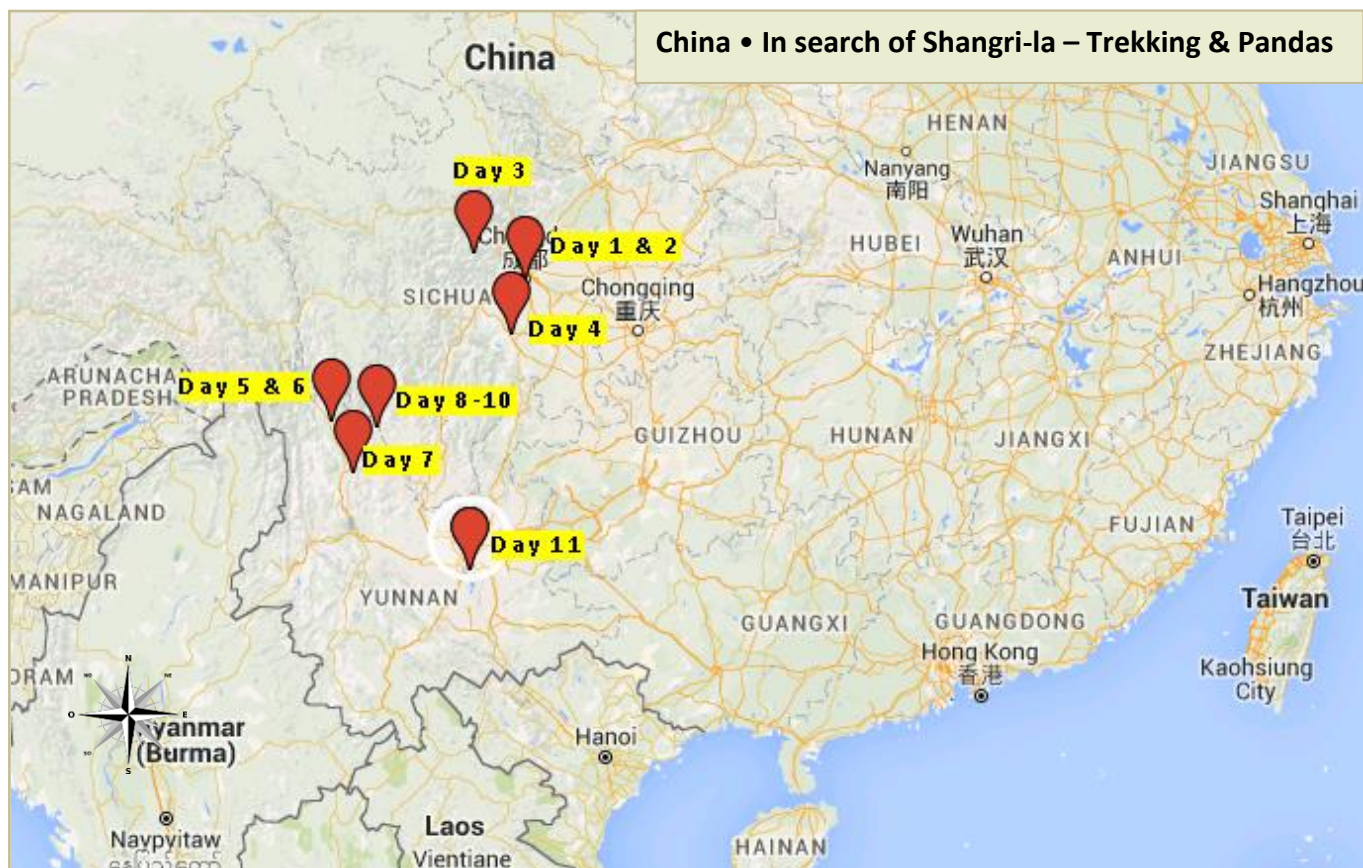 China • In search of Shangri-la – Trekking & Pandas
China
HENAN
Nanyang
南阳
JIANGSU
Day 3
Shanghai
上海
Day 1 & 2
HUBEI
Wuhan
武汉
ANHUI
Hangzhou
杭州
SICHUA
Chongqing
重庆
Day 4
ZHEJIANG
ARUNACHA
PRADESH
Day 5 & 6
Day 8-10
Day 7
GUIZHOU
HUNAN
JIANGXI
SAM
NAGALAND
Day 11
FUJIAN
Taipei
台北
MANIPUR
YUNNAN
Taiwan
GUANGXI
GUANGDONG
Hong Kong
香港
Kaohsiung
City
ORAM
N
O
E
S
yanmar
(Burma)
Hanoi
Naypyitaw
Laos
Vientiane
HAINAN